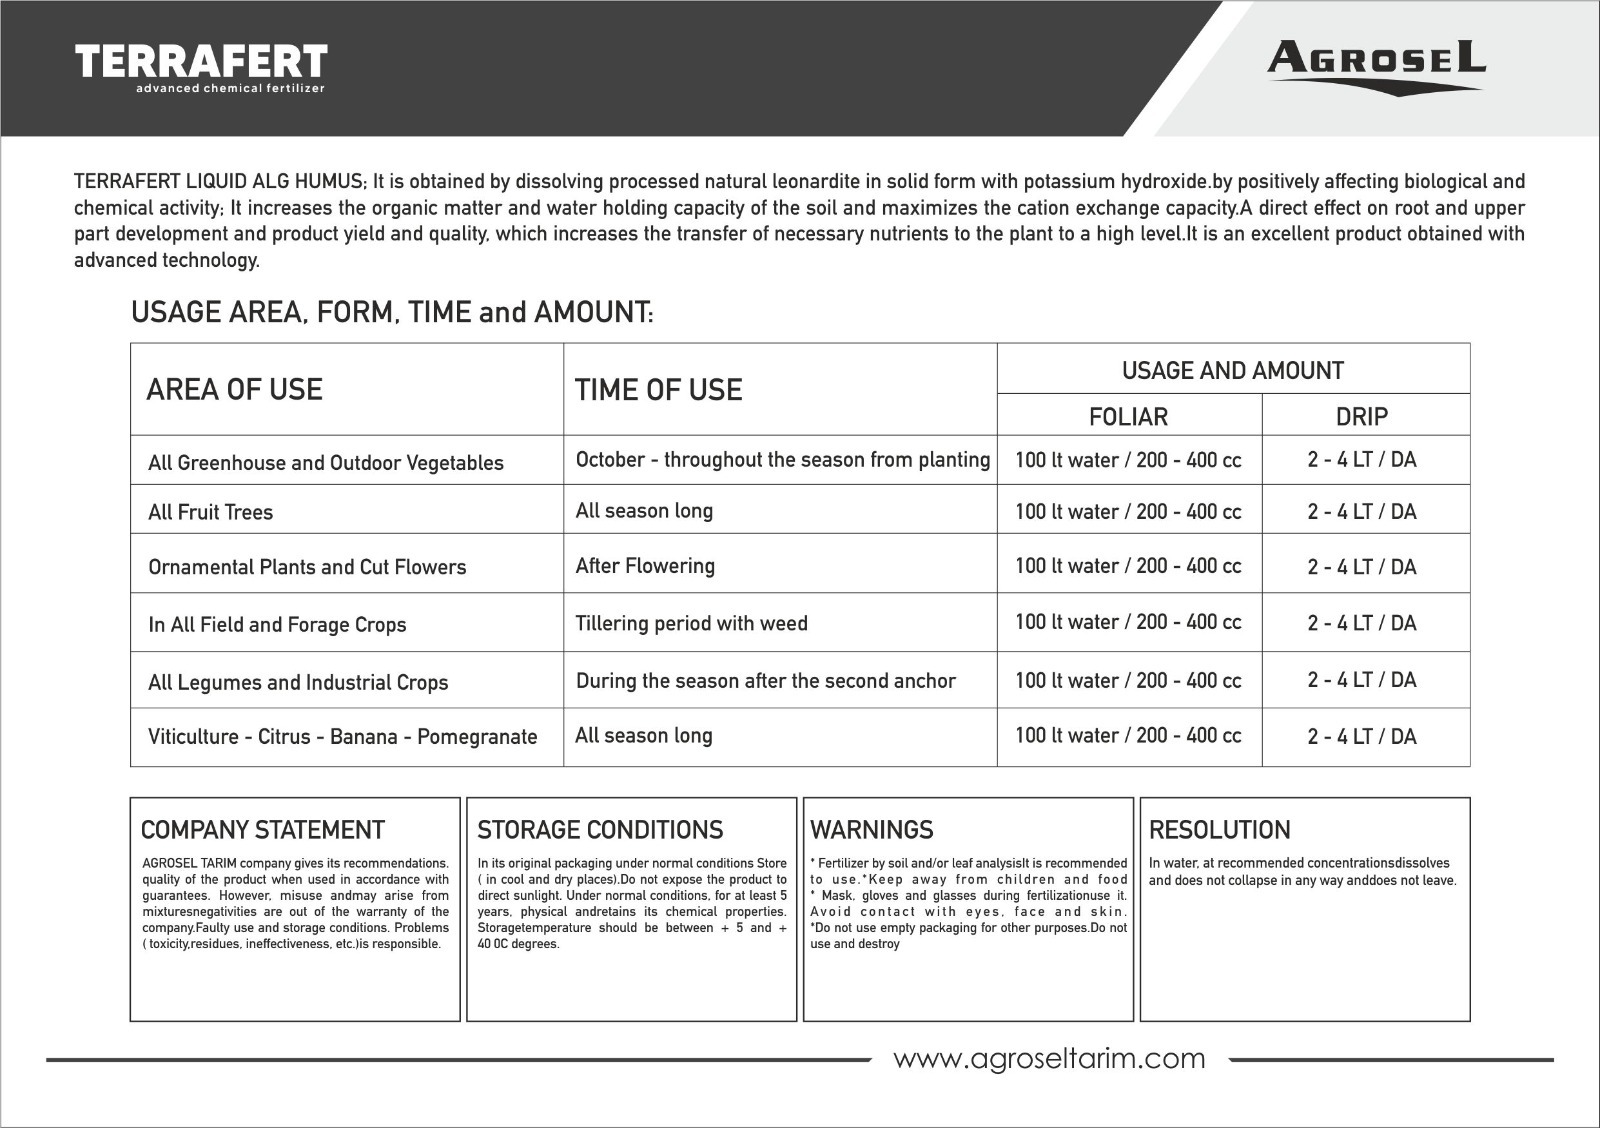 TERRAFERT
advanced chemical fertilizer
AGROSEL
TERRAFERT LIQUID ALG HUMUS; It is obtained by dissolving processed natural leonardite in solid form with potassium hydroxide.by positively affecting biological and
chemical activity; It increases the organic matter and water holding capacity of the soil and maximizes the cation exchange capacity.A direct effect on root and upper
part development and product yield and quality, which increases the transfer of necessary nutrients to the plant to a high level.It is an excellent product obtained with
advanced technology.
USAGE AREA, FORM, TIME and AMOUNT:
AREA OF USE TIME OF USE USAGE AND AMOUNT
FOLIAR DRIP
All Greenhouse and Outdoor Vegetables October - throughout the season from planting 100 lt water / 200 - 400 cc 2 - 4 LT / DA
All Fruit Trees All season long 100 lt water / 200 - 400 cc 2 - 4 LT / DA
Ornamental Plants and Cut Flowers After Flowering 100 lt water / 200 - 400 cc 2 - 4 LT / DA
In All Field and Forage Crops Tillering period with weed 100 lt water / 200 - 400 cc 2 - 4 LT / DA
All Legumes and Industrial Crops During the season after the second anchor 100 lt water / 200 - 400 cc 2 - 4 LT / DA
Viticulture - Citrus - Banana - Pomegranate All season long 100 lt water / 200 - 400 cc 2 - 4 LT / DA
COMPANY STATEMENT
AGROSEL TARIM company gives its recommendations.
quality of the product when used in accordance with
guarantees. However, misuse andmay arise from
mixturesnegativities are out of the warranty of the
company.Faulty use and storage conditions. Problems
( toxicity,residues, ineffectiveness, etc.)is responsible.
STORAGE CONDITIONS
In its original packaging under normal conditions Store
( in cool and dry places).Do not expose the product to
direct sunlight. Under normal conditions, for at least 5
years, physical andretains its chemical properties.
Storagetemperature should be between + 5 and +
40 0C degrees.
WARNINGS
* Fertilizer by soil and/or leaf analysisIt is recommended
to use.*Keep away from children and food
* Mask, gloves and glasses during fertilizationuse it.
Avoid contact with eyes, face and skin.
*Do not use empty packaging for other purposes.Do not
use and destroy
RESOLUTION
In water, at recommended concentrationsdissolves
and does not collapse in any way anddoes not leave.
www.agroseltarim.com